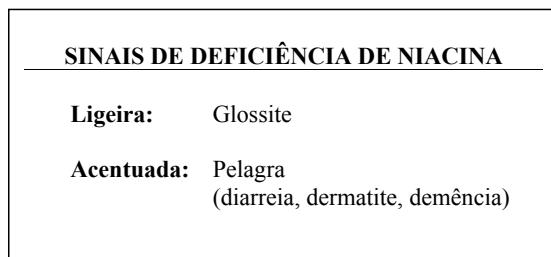 SINAIS DE DEFICIÊNCIA DE NIACINA
Ligeira: Glossite
Acentuada: Pelagra
(diarreia, dermatite, demência)